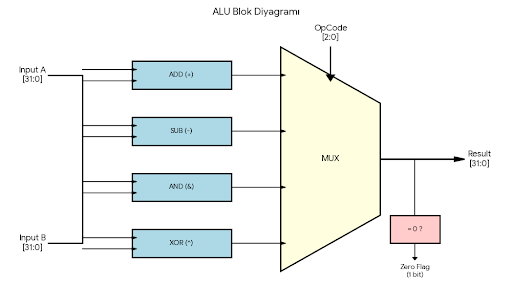 ALU Blok Diyagramı
OpCode
[2:0]
Input A
[31:0]
ADD (+)
SUB (-)
MUX
Result
[31:0]
AND (&)
XOR (^)
Input B
[31:0]
= 0 ?
Zero Flag
(1 bit)